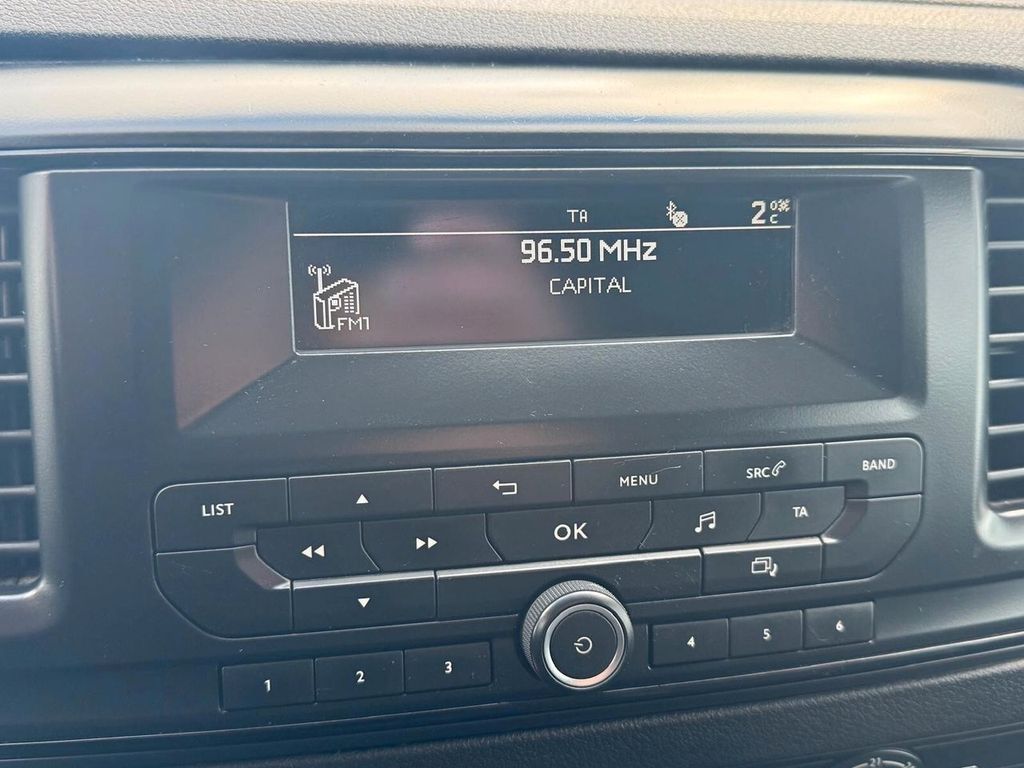 TA 2°C
96.50 MHz
CAPITAL
FM1
LIST MENU SRC BAND
OK TA
1 2 3 4 5 6
21